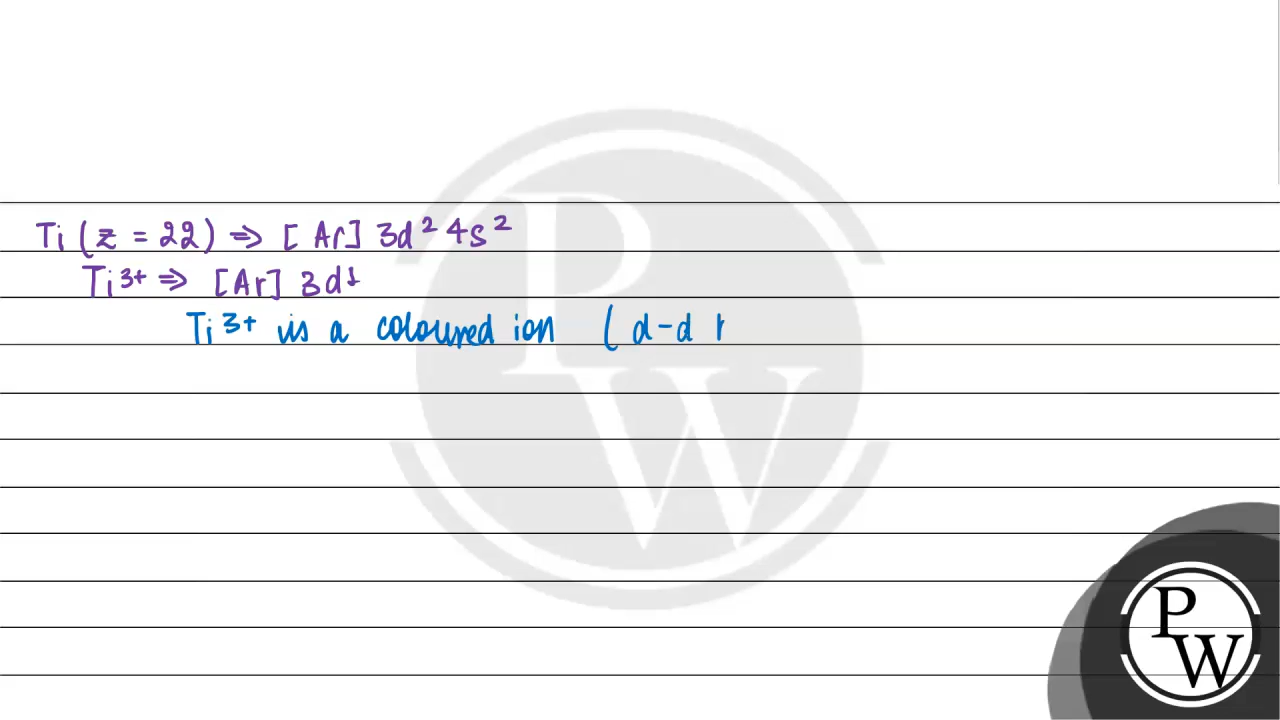 Ti (z = 22) ⇒ [Ar] 3d² 4s²
Ti³⁺ ⇒ [Ar] 3d¹
Ti³⁺ is a coloured ion ( d-d
P
W
P
W